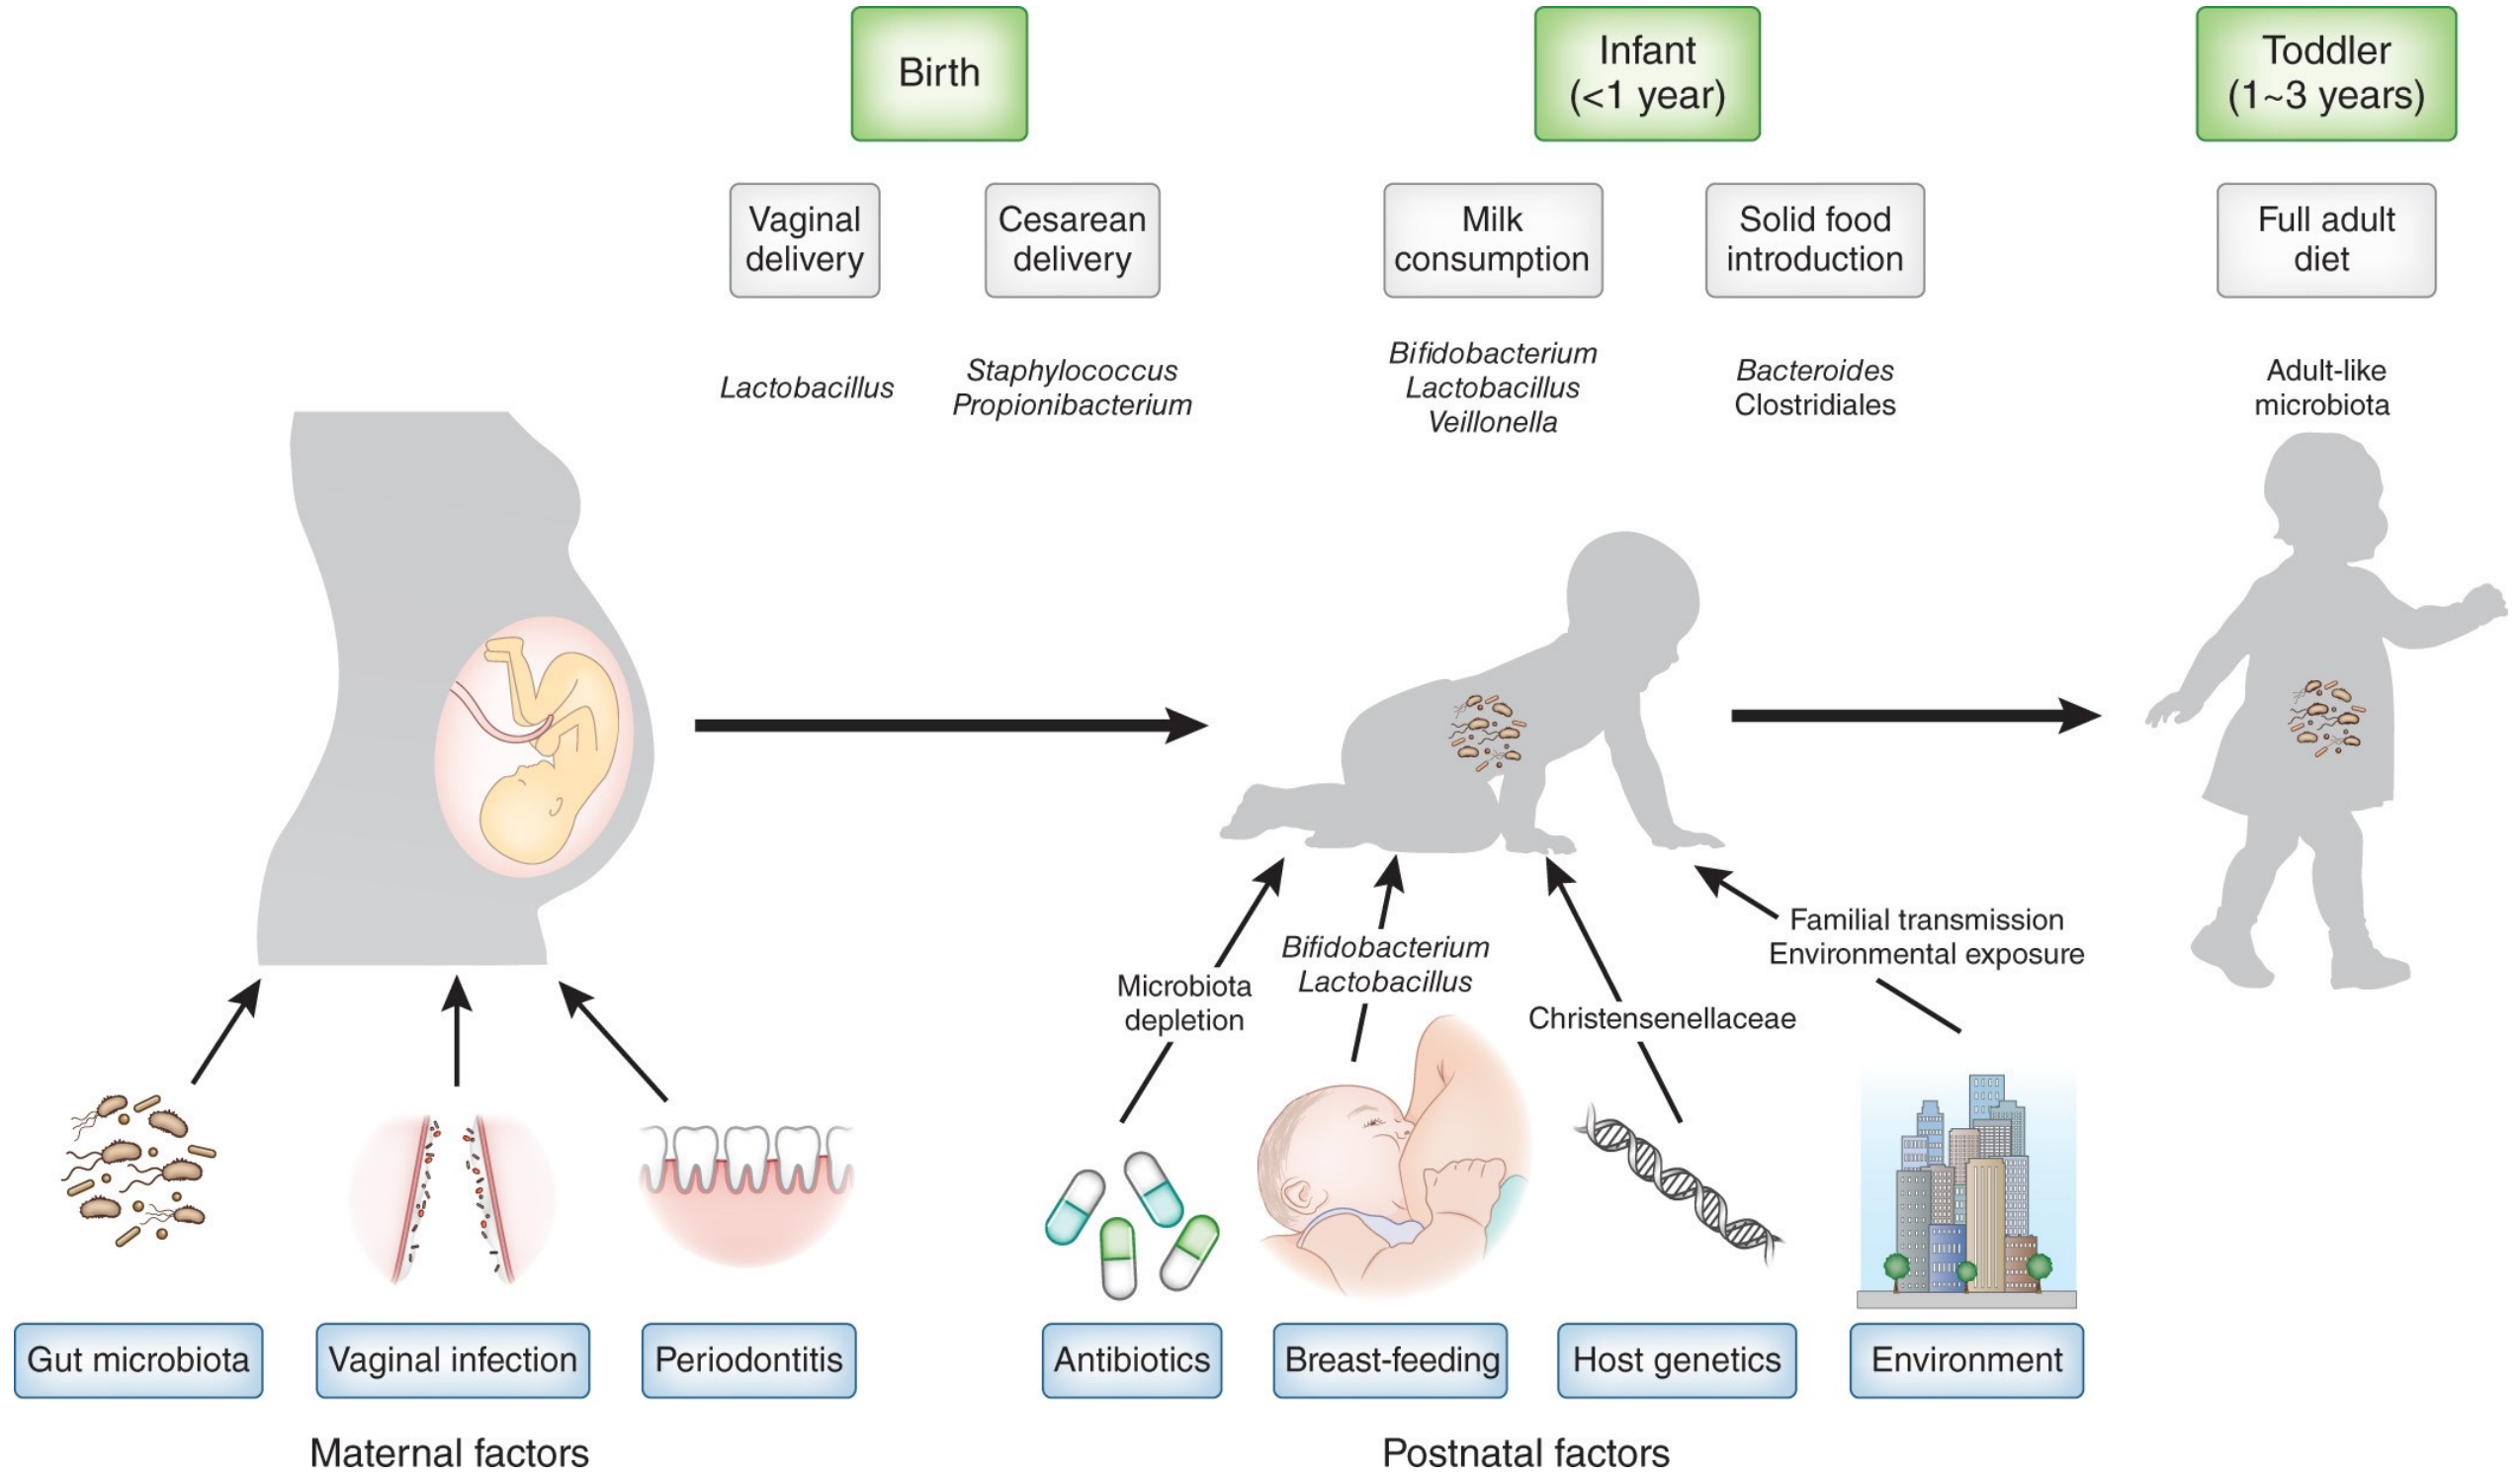 Birth
Infant
(<1 year)
Toddler
(1~3 years)
Vaginal
delivery
Cesarean
delivery
Milk
consumption
Solid food
introduction
Full adult
diet
Lactobacillus
Staphylococcus
Propionibacterium
Bifidobacterium
Lactobacillus
Veillonella
Bacteroides
Clostridiales
Adult-like
microbiota
Microbiota
depletion
Bifidobacterium
Lactobacillus
Christensenellaceae
Familial transmission
Environmental exposure
Gut microbiota
Vaginal infection
Periodontitis
Antibiotics
Breast-feeding
Host genetics
Environment
Maternal factors
Postnatal factors